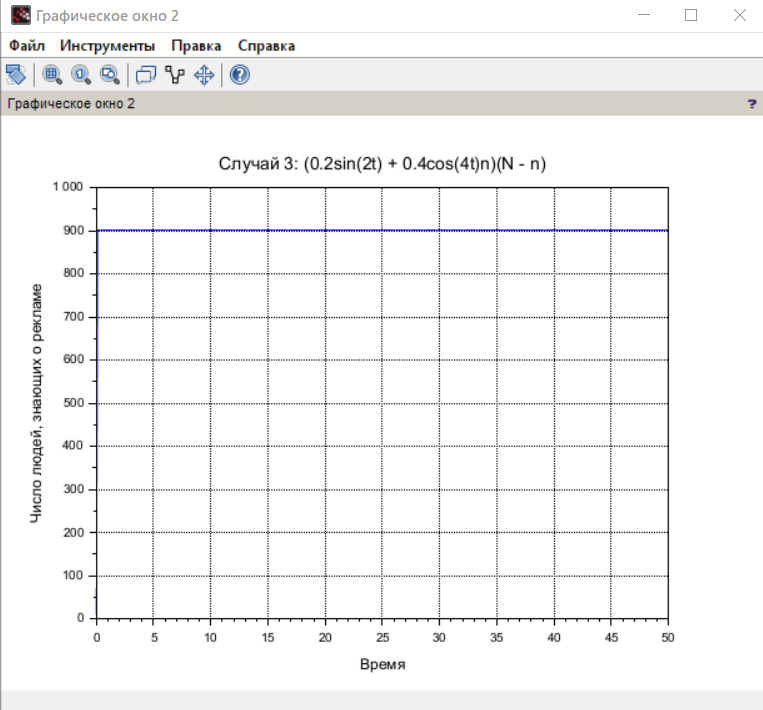 Графическое окно 2
Файл Инструменты Правка Справка
Графическое окно 2 ?
Случай 3: (0.2sin(2t) + 0.4cos(4t)n)(N - n)
Число людей, знающих о рекламе
1 000
900
800
700
600
500
400
300
200
100
0
0 5 10 15 20 25 30 35 40 45 50
Время